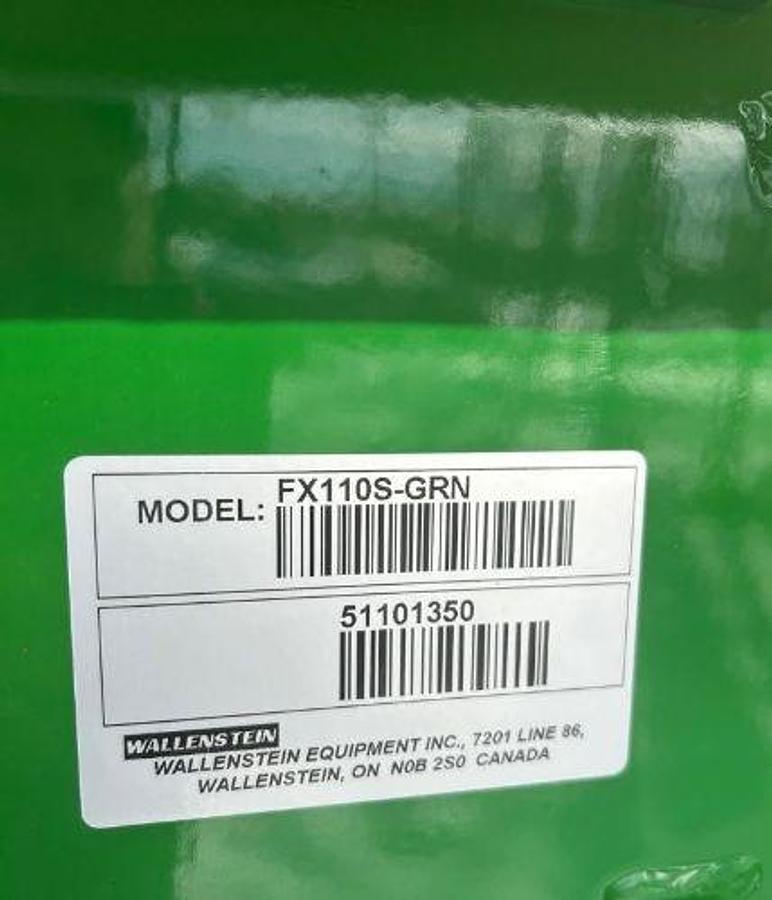 MODEL: FX110S-GRN
51101350
WALLENSTEIN
WALLENSTEIN EQUIPMENT INC., 7201 LINE 86,
WALLENSTEIN, ON N0B 2S0 CANADA